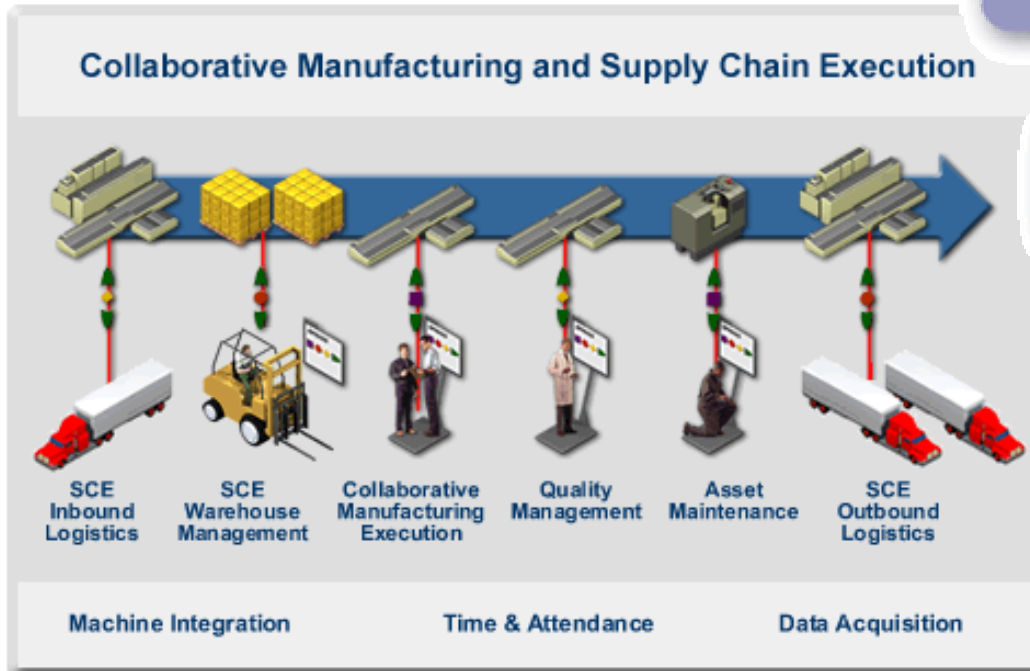 Collaborative Manufacturing and Supply Chain Execution
SCE
Inbound
Logistics
SCE
Warehouse
Management
Collaborative
Manufacturing
Execution
Quality
Management
Asset
Maintenance
SCE
Outbound
Logistics
Machine Integration
Time & Attendance
Data Acquisition